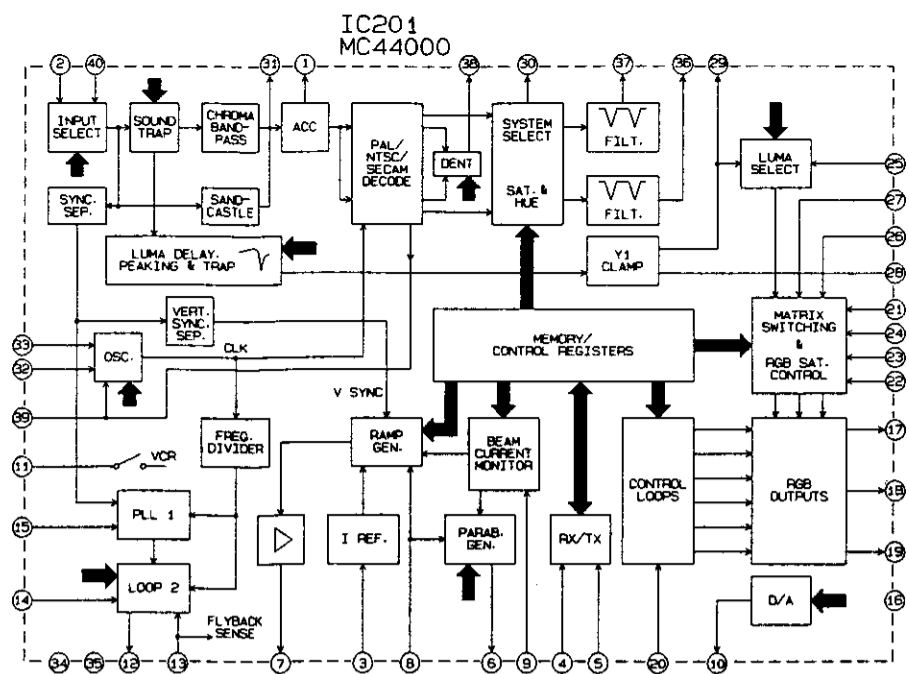 IC201
MC44000
2
40
31
1
38
30
37
36
29
INPUT
SELECT
SOUND
TRAP
CHROMA
BAND-
PASS
ACC
PAL/
NTSC/
SECAM
DECODE
DENT
SYSTEM
SELECT
SAT. &
HUE
FILT.
FILT.
LUMA
SELECT
25
27
26
28
SYNC.
SEP.
SAND-
CASTLE
LUMA DELAY.
PEAKING & TRAP
Y1
CLAMP
VERT.
SYNC.
SEP.
33
32
39
OSC.
CLK
V SYNC
MEMORY/
CONTROL REGISTERS
MATRIX
SWITCHING
&
RGB SAT.
CONTROL
21
24
23
22
FREQ.
DIVIDER
RAMP
GEN.
BEAM
CURRENT
MONITOR
CONTROL
LOOPS
RGB
OUTPUTS
17
18
19
11
VCR
15
PLL 1
I REF.
PARAB.
GEN.
RX/TX
14
LOOP 2
D/A
16
FLYBACK
SENSE
34
35
12
13
7
3
8
6
9
4
5
20
10